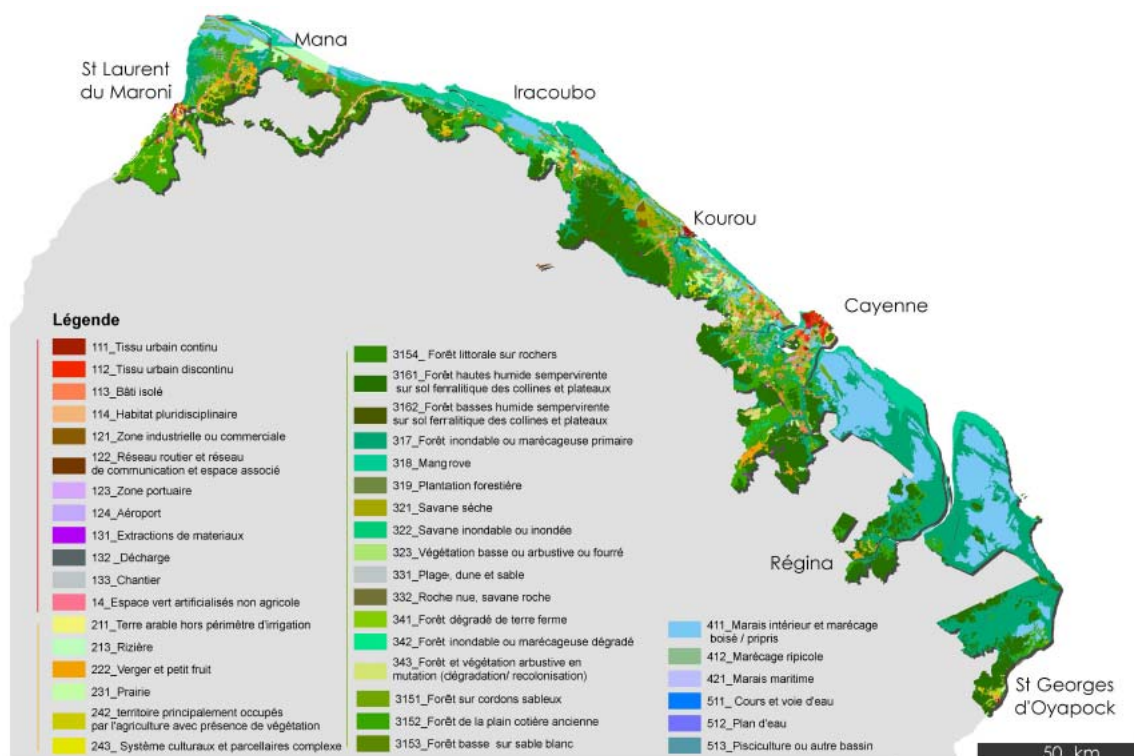 Mana
St Laurent
du Maroni
Iracoubo
Kourou
Cayenne
Régina
St Georges
d'Oyapock
Légende
111_Tissu urbain continu
112_Tissu urbain discontinu
113_Bâti isolé
114_Habitat pluridisciplinaire
121_Zone industrielle ou commerciale
122_Réseau routier et réseau
de communication et espace associé
123_Zone portuaire
124_Aéroport
131_Extractions de materiaux
132_Décharge
133_Chantier
14_Espace vert artificialisés non agricole
211_Terre arable hors périmètre d'irrigation
213_Rizière
222_Verger et petit fruit
231_Prairie
242_territoire principalement occupés
par l'agriculture avec présence de végétation
243_ Système culturaux et parcellaires complexe
3154_ Forêt littorale sur rochers
3161_Forêt hautes humide sempervirente
sur sol ferralitique des collines et plateaux
3162_Forêt basses humide sempervirente
sur sol ferralitique des collines et plateaux
317_Forêt inondable ou marécageuse primaire
318_Mangrove
319_Plantation forestière
321_Savane sèche
322_Savane inondable ou inondée
323_Végétation basse ou arbustive ou fourré
331_Plage, dune et sable
332_Roche nue, savane roche
341_Forêt dégradé de terre ferme
342_Forêt inondable ou marécageuse dégradé
343_Forêt et végétation arbustive en
mutation (dégradation/ recolonisation)
3151_Forêt sur cordons sableux
3152_Forêt de la plain cotière ancienne
3153_Forêt basse sur sable blanc
411_Marais intérieur et marécage
boisé / pripris
412_Marécage ripicole
421_Marais maritime
511_ Cours et voie d'eau
512_Plan d'eau
513_Pisciculture ou autre bassin
50 km